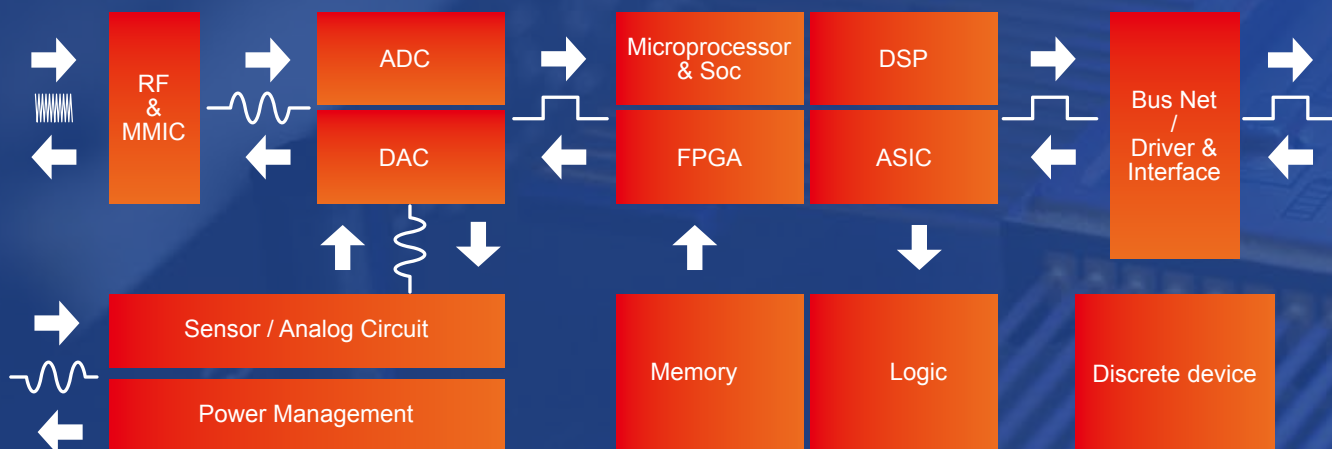 RF
&
MMIC
ADC
DAC
Microprocessor
& Soc
DSP
FPGA
ASIC
Bus Net
/
Driver &
Interface
Sensor / Analog Circuit
Power Management
Memory
Logic
Discrete device